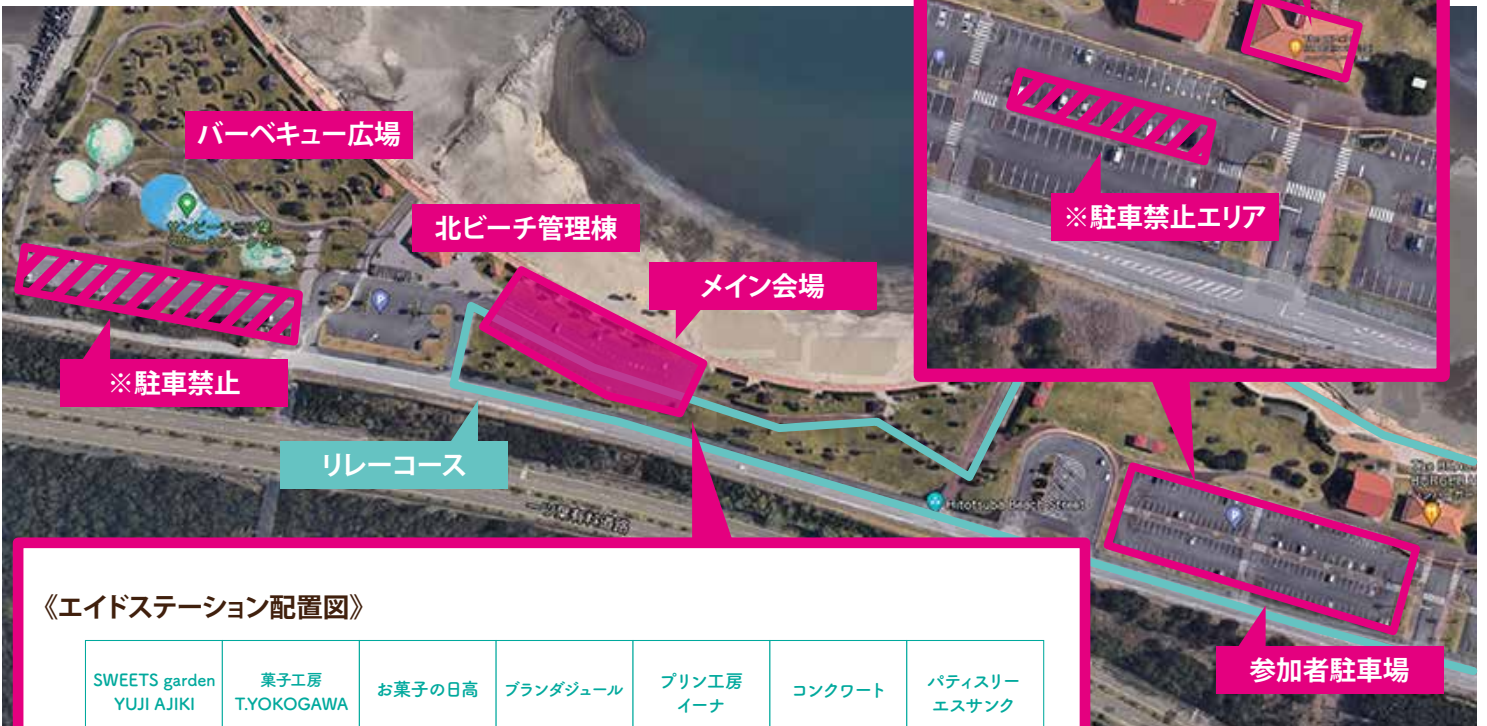 バーベキュー広場
北ビーチ管理棟
メイン会場
※駐車禁止エリア
※駐車禁止
リレーコース
Hitotsuba Beach Street
参加者駐車場
《エイドステーション配置図》
SWEETS garden
YUJI AJIKI
菓子工房
T.YOKOGAWA
お菓子の日高
ブランダジュール
プリン工房
イーナ
コンクワート
パティスリー
エスサンク
P
P